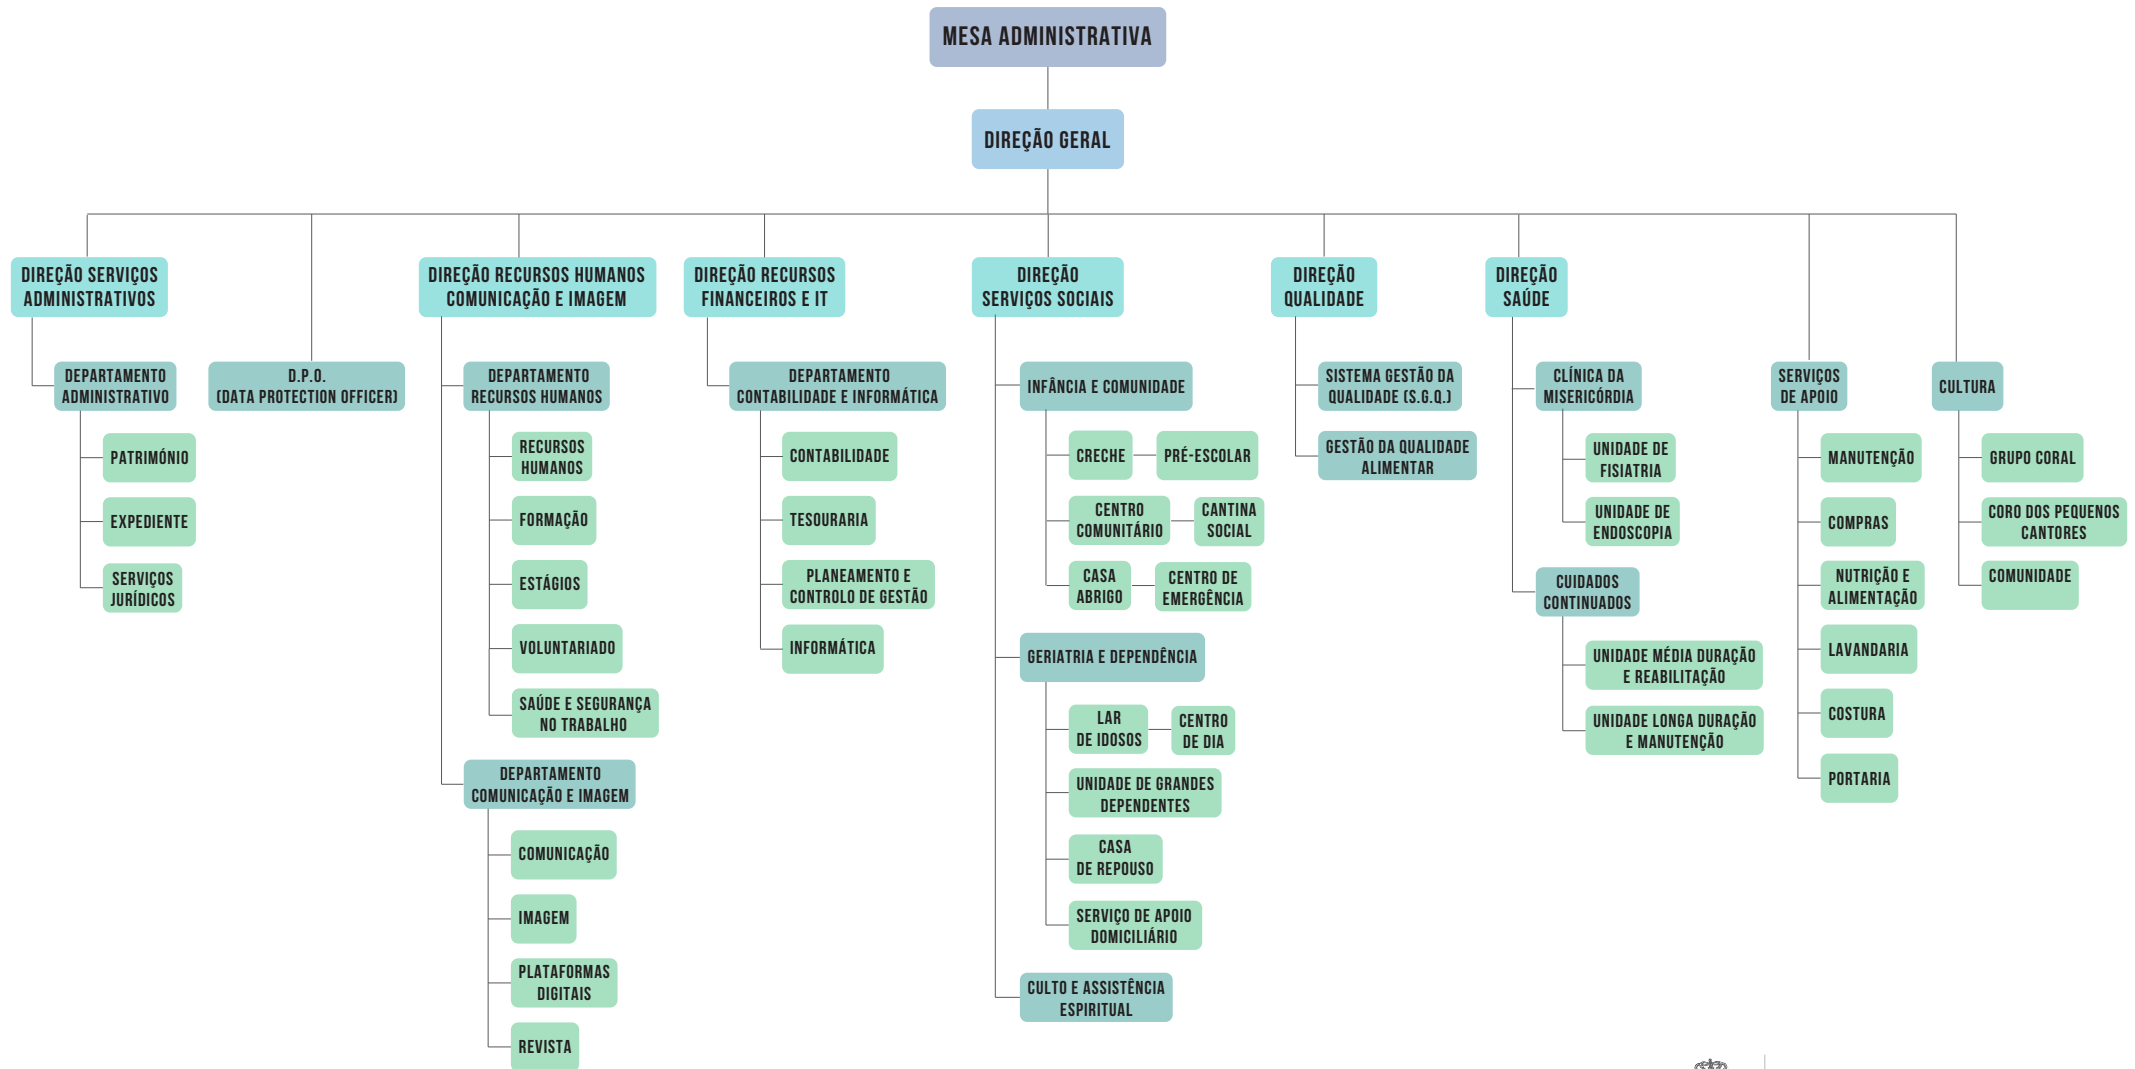 MESA ADMINISTRATIVA
DIREÇÃO GERAL
DIREÇÃO SERVIÇOS
ADMINISTRATIVOS
DEPARTAMENTO
ADMINISTRATIVO
PATRIMÓNIO
EXPEDIENTE
SERVIÇOS
JURÍDICOS
D.P.O.
(DATA PROTECTION OFFICER)
DIREÇÃO RECURSOS HUMANOS
COMUNICAÇÃO E IMAGEM
DEPARTAMENTO
RECURSOS HUMANOS
RECURSOS
HUMANOS
FORMAÇÃO
ESTÁGIOS
VOLUNTARIADO
SAÚDE E SEGURANÇA
NO TRABALHO
DEPARTAMENTO
COMUNICAÇÃO E IMAGEM
COMUNICAÇÃO
IMAGEM
PLATAFORMAS
DIGITAIS
REVISTA
DIREÇÃO RECURSOS
FINANCEIROS E IT
DEPARTAMENTO
CONTABILIDADE E INFORMÁTICA
CONTABILIDADE
TESOURARIA
PLANEAMENTO E
CONTROLO DE GESTÃO
INFORMÁTICA
DIREÇÃO
SERVIÇOS SOCIAIS
INFÂNCIA E COMUNIDADE
CRECHE
PRÉ-ESCOLAR
CENTRO
COMUNITÁRIO
CANTINA
SOCIAL
CASA
ABRIGO
CENTRO DE
EMERGÊNCIA
GERIATRIA E DEPENDÊNCIA
LAR
DE IDOSOS
CENTRO
DE DIA
UNIDADE DE GRANDES
DEPENDENTES
CASA
DE REPOUSO
SERVIÇO DE APOIO
DOMICILIÁRIO
CULTO E ASSISTÊNCIA
ESPIRITUAL
DIREÇÃO
QUALIDADE
SISTEMA GESTÃO DA
QUALIDADE (S.G.Q.)
GESTÃO DA QUALIDADE
ALIMENTAR
DIREÇÃO
SAÚDE
CLÍNICA DA
MISERICÓRDIA
UNIDADE DE
FISIATRIA
UNIDADE DE
ENDOSCOPIA
CUIDADOS
CONTINUADOS
UNIDADE MÉDIA DURAÇÃO
E REABILITAÇÃO
UNIDADE LONGA DURAÇÃO
E MANUTENÇÃO
SERVIÇOS
DE APOIO
MANUTENÇÃO
COMPRAS
NUTRIÇÃO E
ALIMENTAÇÃO
LAVANDARIA
COSTURA
PORTARIA
CULTURA
GRUPO CORAL
CORO DOS PEQUENOS
CANTORES
COMUNIDADE